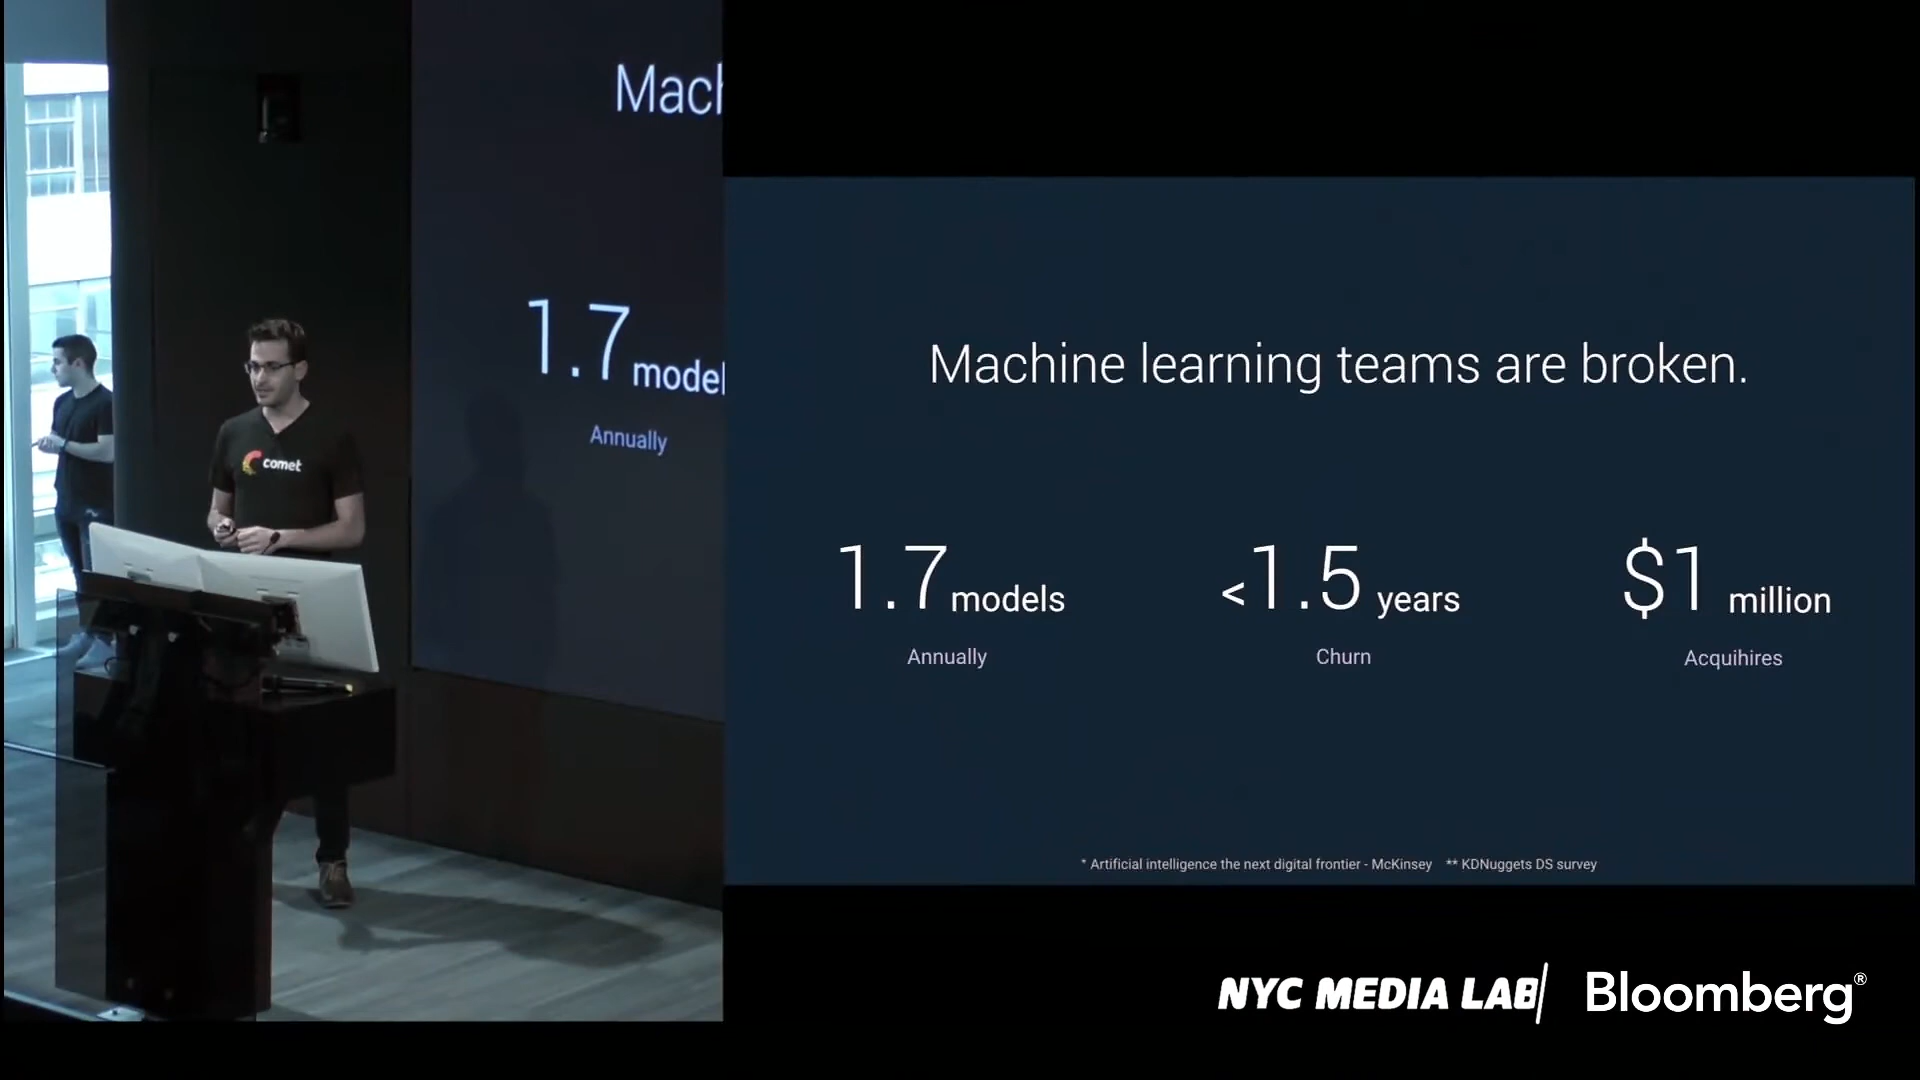 Mach
1.7 model
Annually
comet
Machine learning teams are broken.
1.7 models
Annually
<1.5 years
Churn
$1 million
Acquihires
* Artificial intelligence the next digital frontier - McKinsey ** KDNuggets DS survey
NYC MEDIA LAB
Bloomberg®